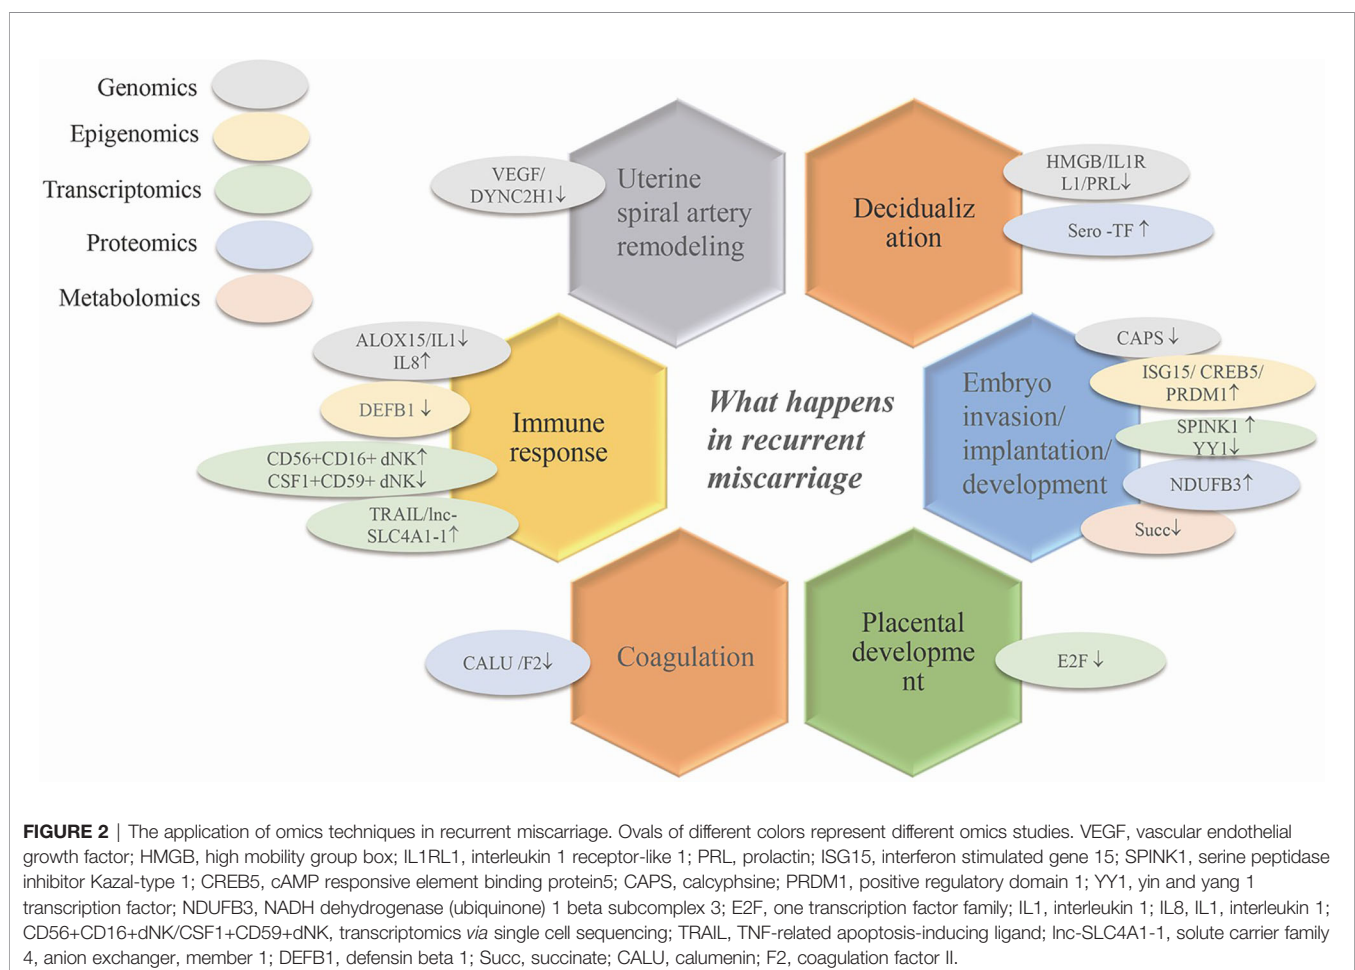 Genomics
Epigenomics
Transcriptomics
Proteomics
Metabolomics
VEGF/
DYNC2H1↓
Uterine
spiral artery
remodeling
Decidualiz
ation
HMGB/IL1R
L1/PRL↓
Sero -TF ↑
ALOX15/IL1↓
IL8↑
DEFB1 ↓
CD56+CD16+ dNK↑
CSF1+CD59+ dNK↓
TRAIL/lnc-
SLC4A1-1↑
Immune
response
What happens
in recurrent
miscarriage
Embryo
invasion/
implantation/
development
CAPS ↓
ISG15/ CREB5/
PRDM1↑
SPINK1 ↑
YY1↓
NDUFB3↑
Succ↓
CALU /F2↓
Coagulation
Placental
developme
nt
E2F ↓
FIGURE 2 | The application of omics techniques in recurrent miscarriage. Ovals of different colors represent different omics studies. VEGF, vascular endothelial
growth factor; HMGB, high mobility group box; IL1RL1, interleukin 1 receptor-like 1; PRL, prolactin; ISG15, interferon stimulated gene 15; SPINK1, serine peptidase
inhibitor Kazal-type 1; CREB5, cAMP responsive element binding protein5; CAPS, calcyphsine; PRDM1, positive regulatory domain 1; YY1, yin and yang 1
transcription factor; NDUFB3, NADH dehydrogenase (ubiquinone) 1 beta subcomplex 3; E2F, one transcription factor family; IL1, interleukin 1; IL8, IL1, interleukin 1;
CD56+CD16+dNK/CSF1+CD59+dNK, transcriptomics via single cell sequencing; TRAIL, TNF-related apoptosis-inducing ligand; lnc-SLC4A1-1, solute carrier family
4, anion exchanger, member 1; DEFB1, defensin beta 1; Succ, succinate; CALU, calumenin; F2, coagulation factor II.